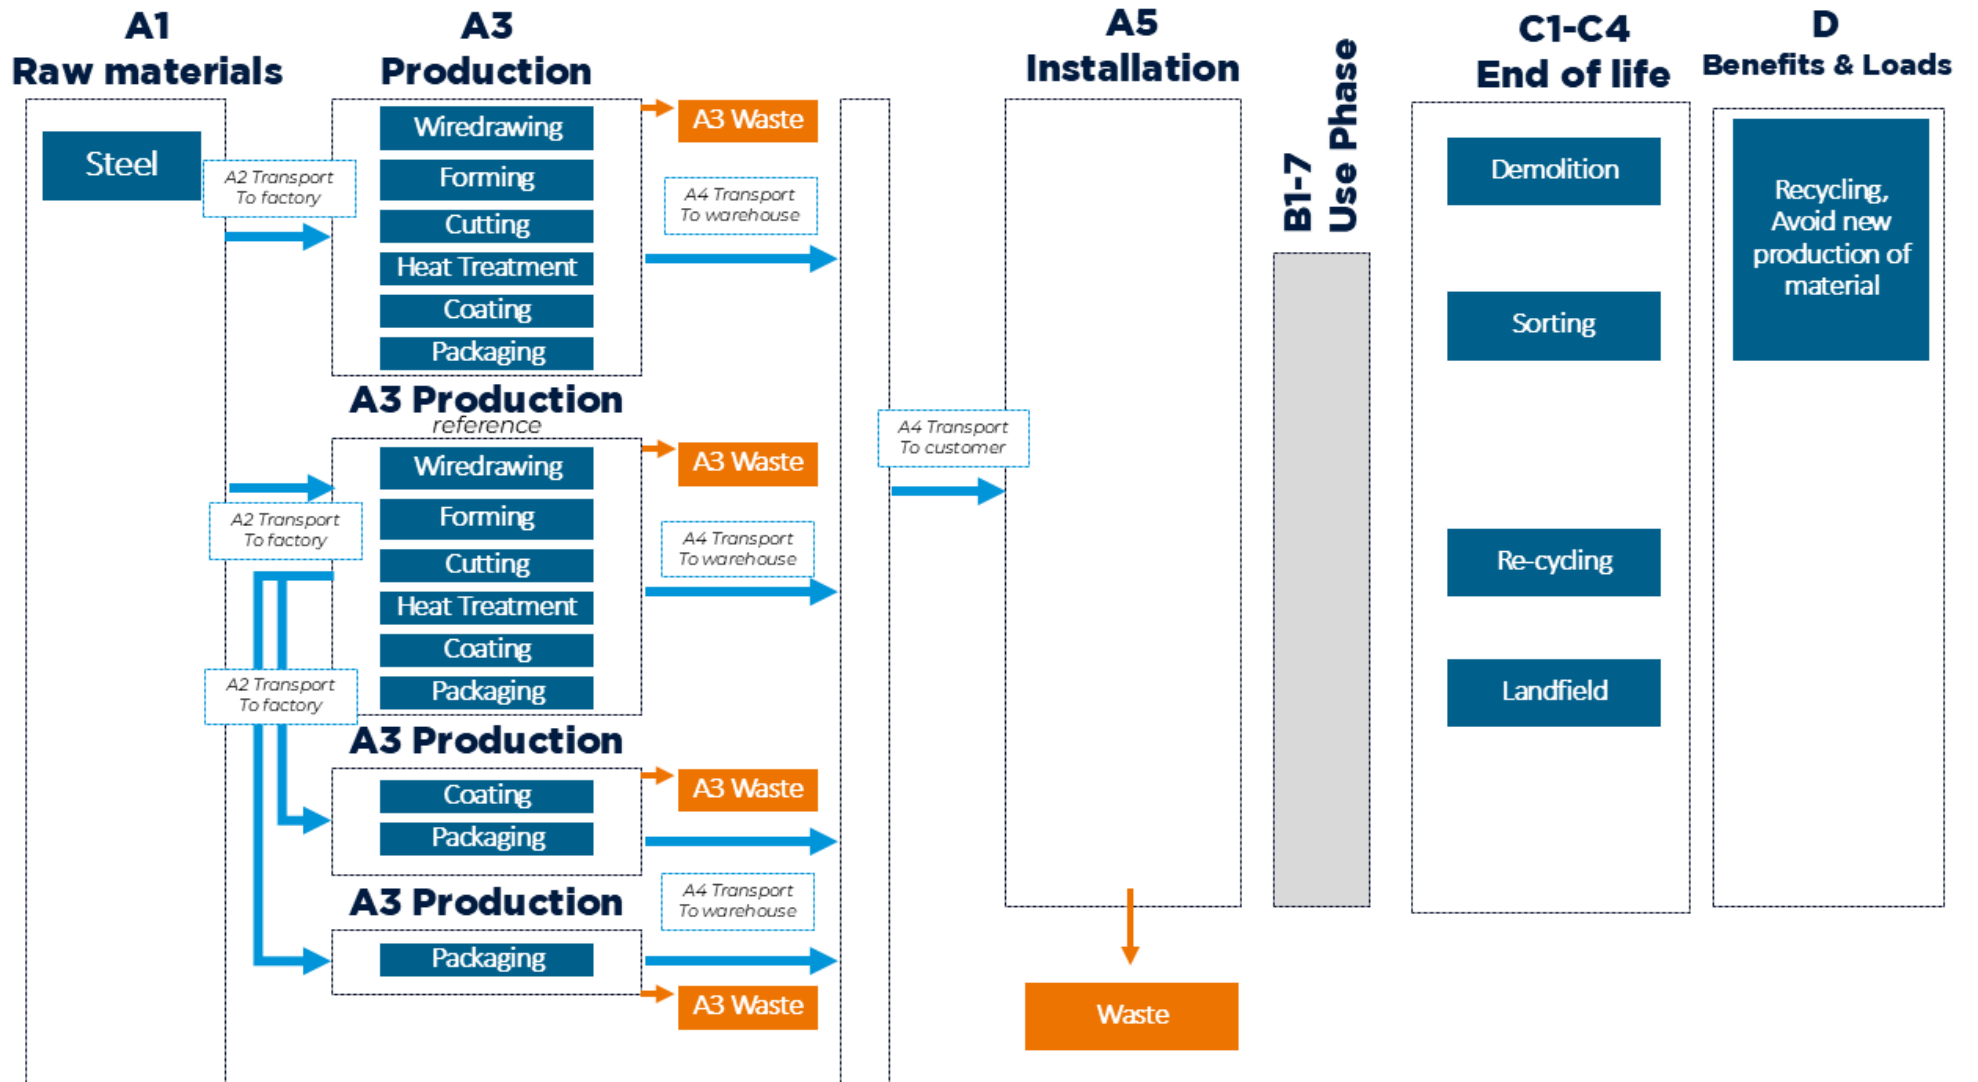 A1
Raw materials
Steel
A2 Transport
To factory
A3
Production
Wiredrawing
Forming
Cutting
Heat Treatment
Coating
Packaging
A3 Waste
A4 Transport
To warehouse
A3 Production
reference
A2 Transport
To factory
Wiredrawing
Forming
Cutting
Heat Treatment
Coating
Packaging
A3 Waste
A4 Transport
To warehouse
A2 Transport
To factory
A3 Production
Coating
Packaging
A3 Waste
A3 Production
Packaging
A4 Transport
To warehouse
A3 Waste
A4 Transport
To customer
A5
Installation
Waste
B1-7
Use Phase
C1-C4
End of life
Demolition
Sorting
Re-cycling
Landfield
D
Benefits & Loads
Recycling,
Avoid new
production of
material